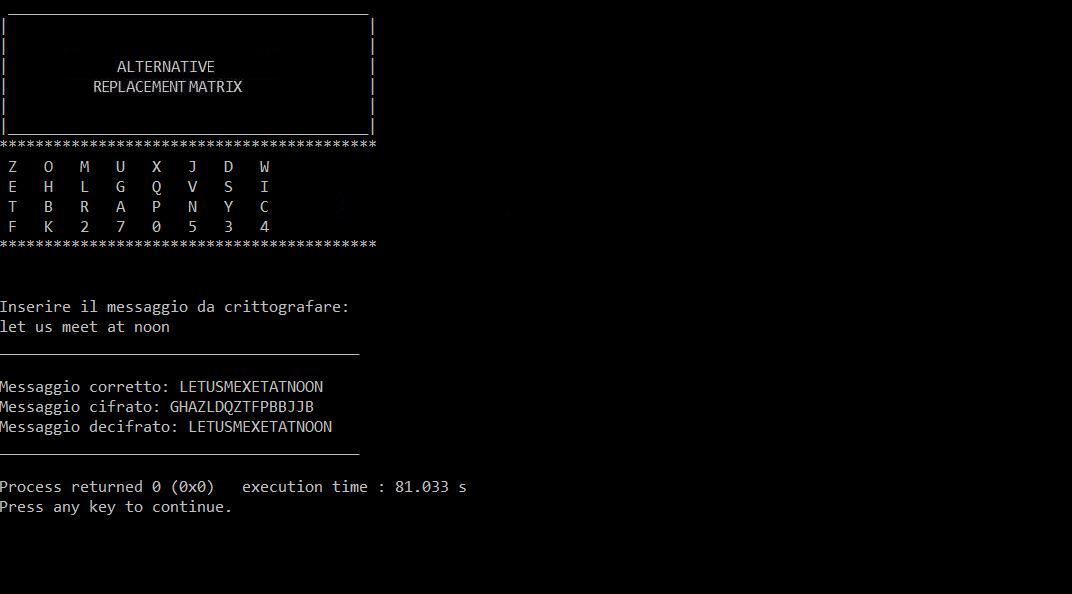 ALTERNATIVE
REPLACEMENT MATRIX
*****************************************
Z O M U X J D W
E H L G Q V S I
T B R A P N Y C
F K 2 7 0 5 3 4
*****************************************
Inserire il messaggio da crittografare:
let us meet at noon
Messaggio corretto: LETUSMEXETATNOON
Messaggio cifrato: GHAZLDQZTFPBBJJB
Messaggio decifrato: LETUSMEXETATNOON
Process returned 0 (0x0) execution time : 81.033 s
Press any key to continue.